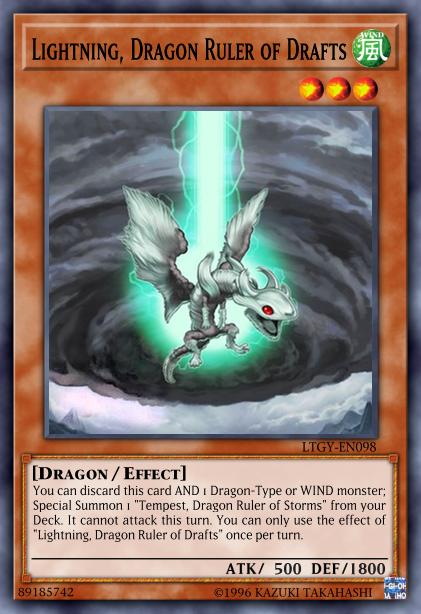 Lightning, Dragon Ruler of Drafts
WIND
風
LTGY-EN098
[Dragon / Effect]
You can discard this card AND 1 Dragon-Type or WIND monster;
Special Summon 1 "Tempest, Dragon Ruler of Storms" from your
Deck. It cannot attack this turn. You can only use the effect of
"Lightning, Dragon Ruler of Drafts" once per turn.
ATK/ 500 DEF/1800
89185742
©1996 KAZUKI TAKAHASHI